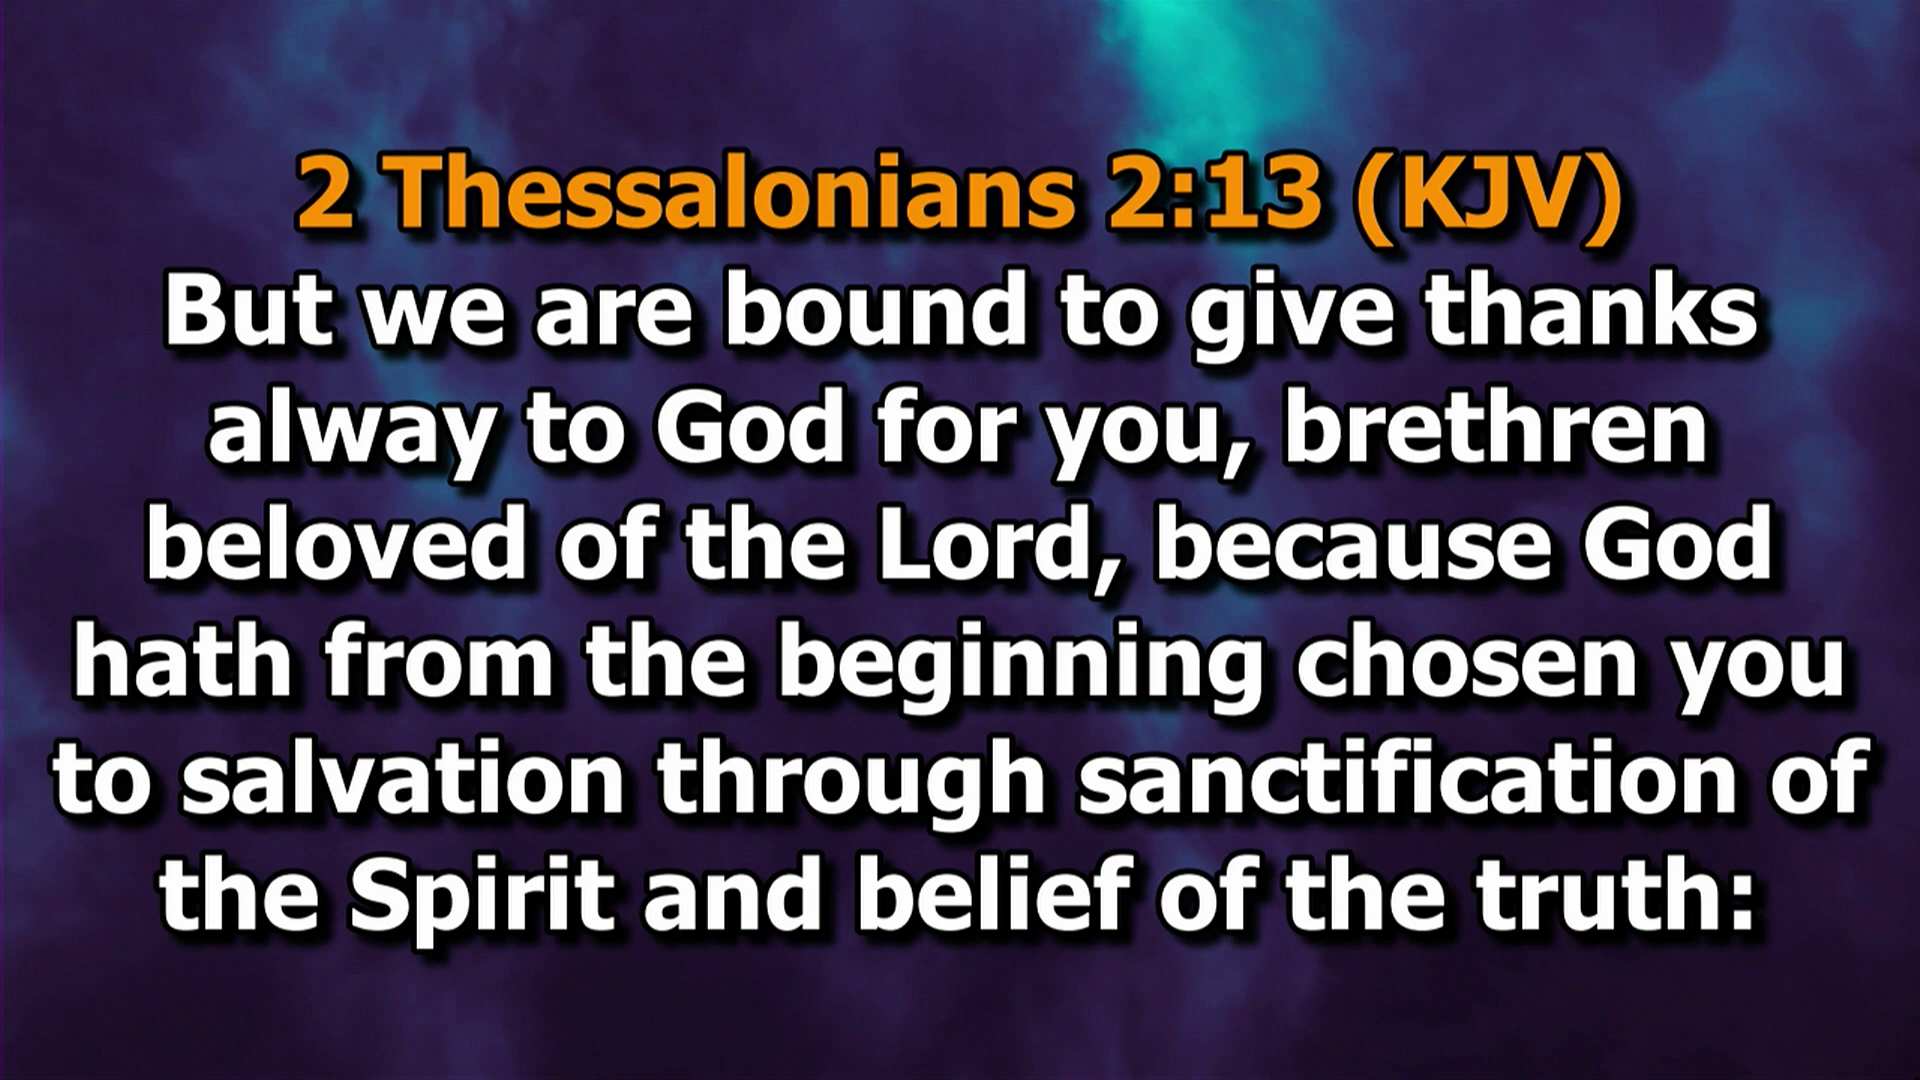 2 Thessalonians 2:13 (KJV)
But we are bound to give thanks
alway to God for you, brethren
beloved of the Lord, because God
hath from the beginning chosen you
to salvation through sanctification of
the Spirit and belief of the truth: